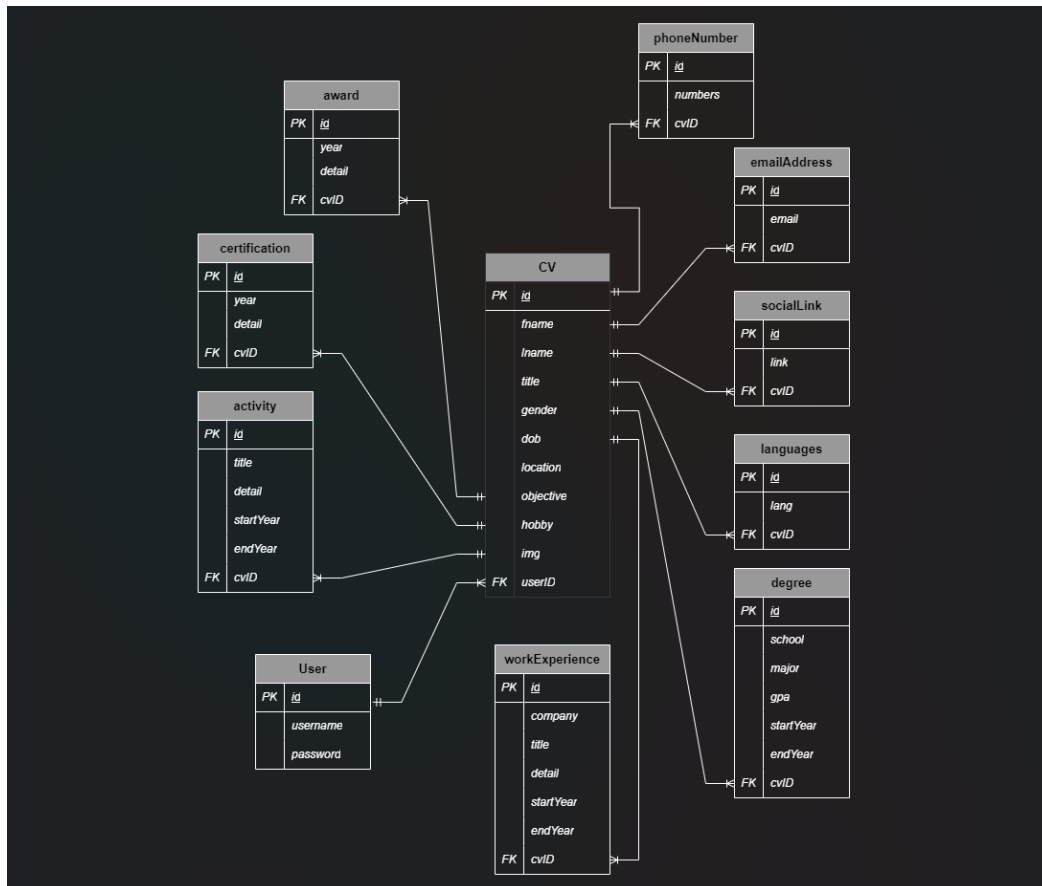 phoneNumber
PK id
numbers
FK cvID
award
PK id
year
detail
FK cvID
emailAddress
PK id
email
FK cvID
certification
PK id
year
detail
FK cvID
CV
PK id
fname
lname
title
gender
dob
location
objective
hobby
img
FK userID
socialLink
PK id
link
FK cvID
activity
PK id
title
detail
startYear
endYear
FK cvID
languages
PK id
lang
FK cvID
degree
PK id
school
major
gpa
startYear
endYear
FK cvID
User
PK id
username
password
workExperience
PK id
company
title
detail
startYear
endYear
FK cvID